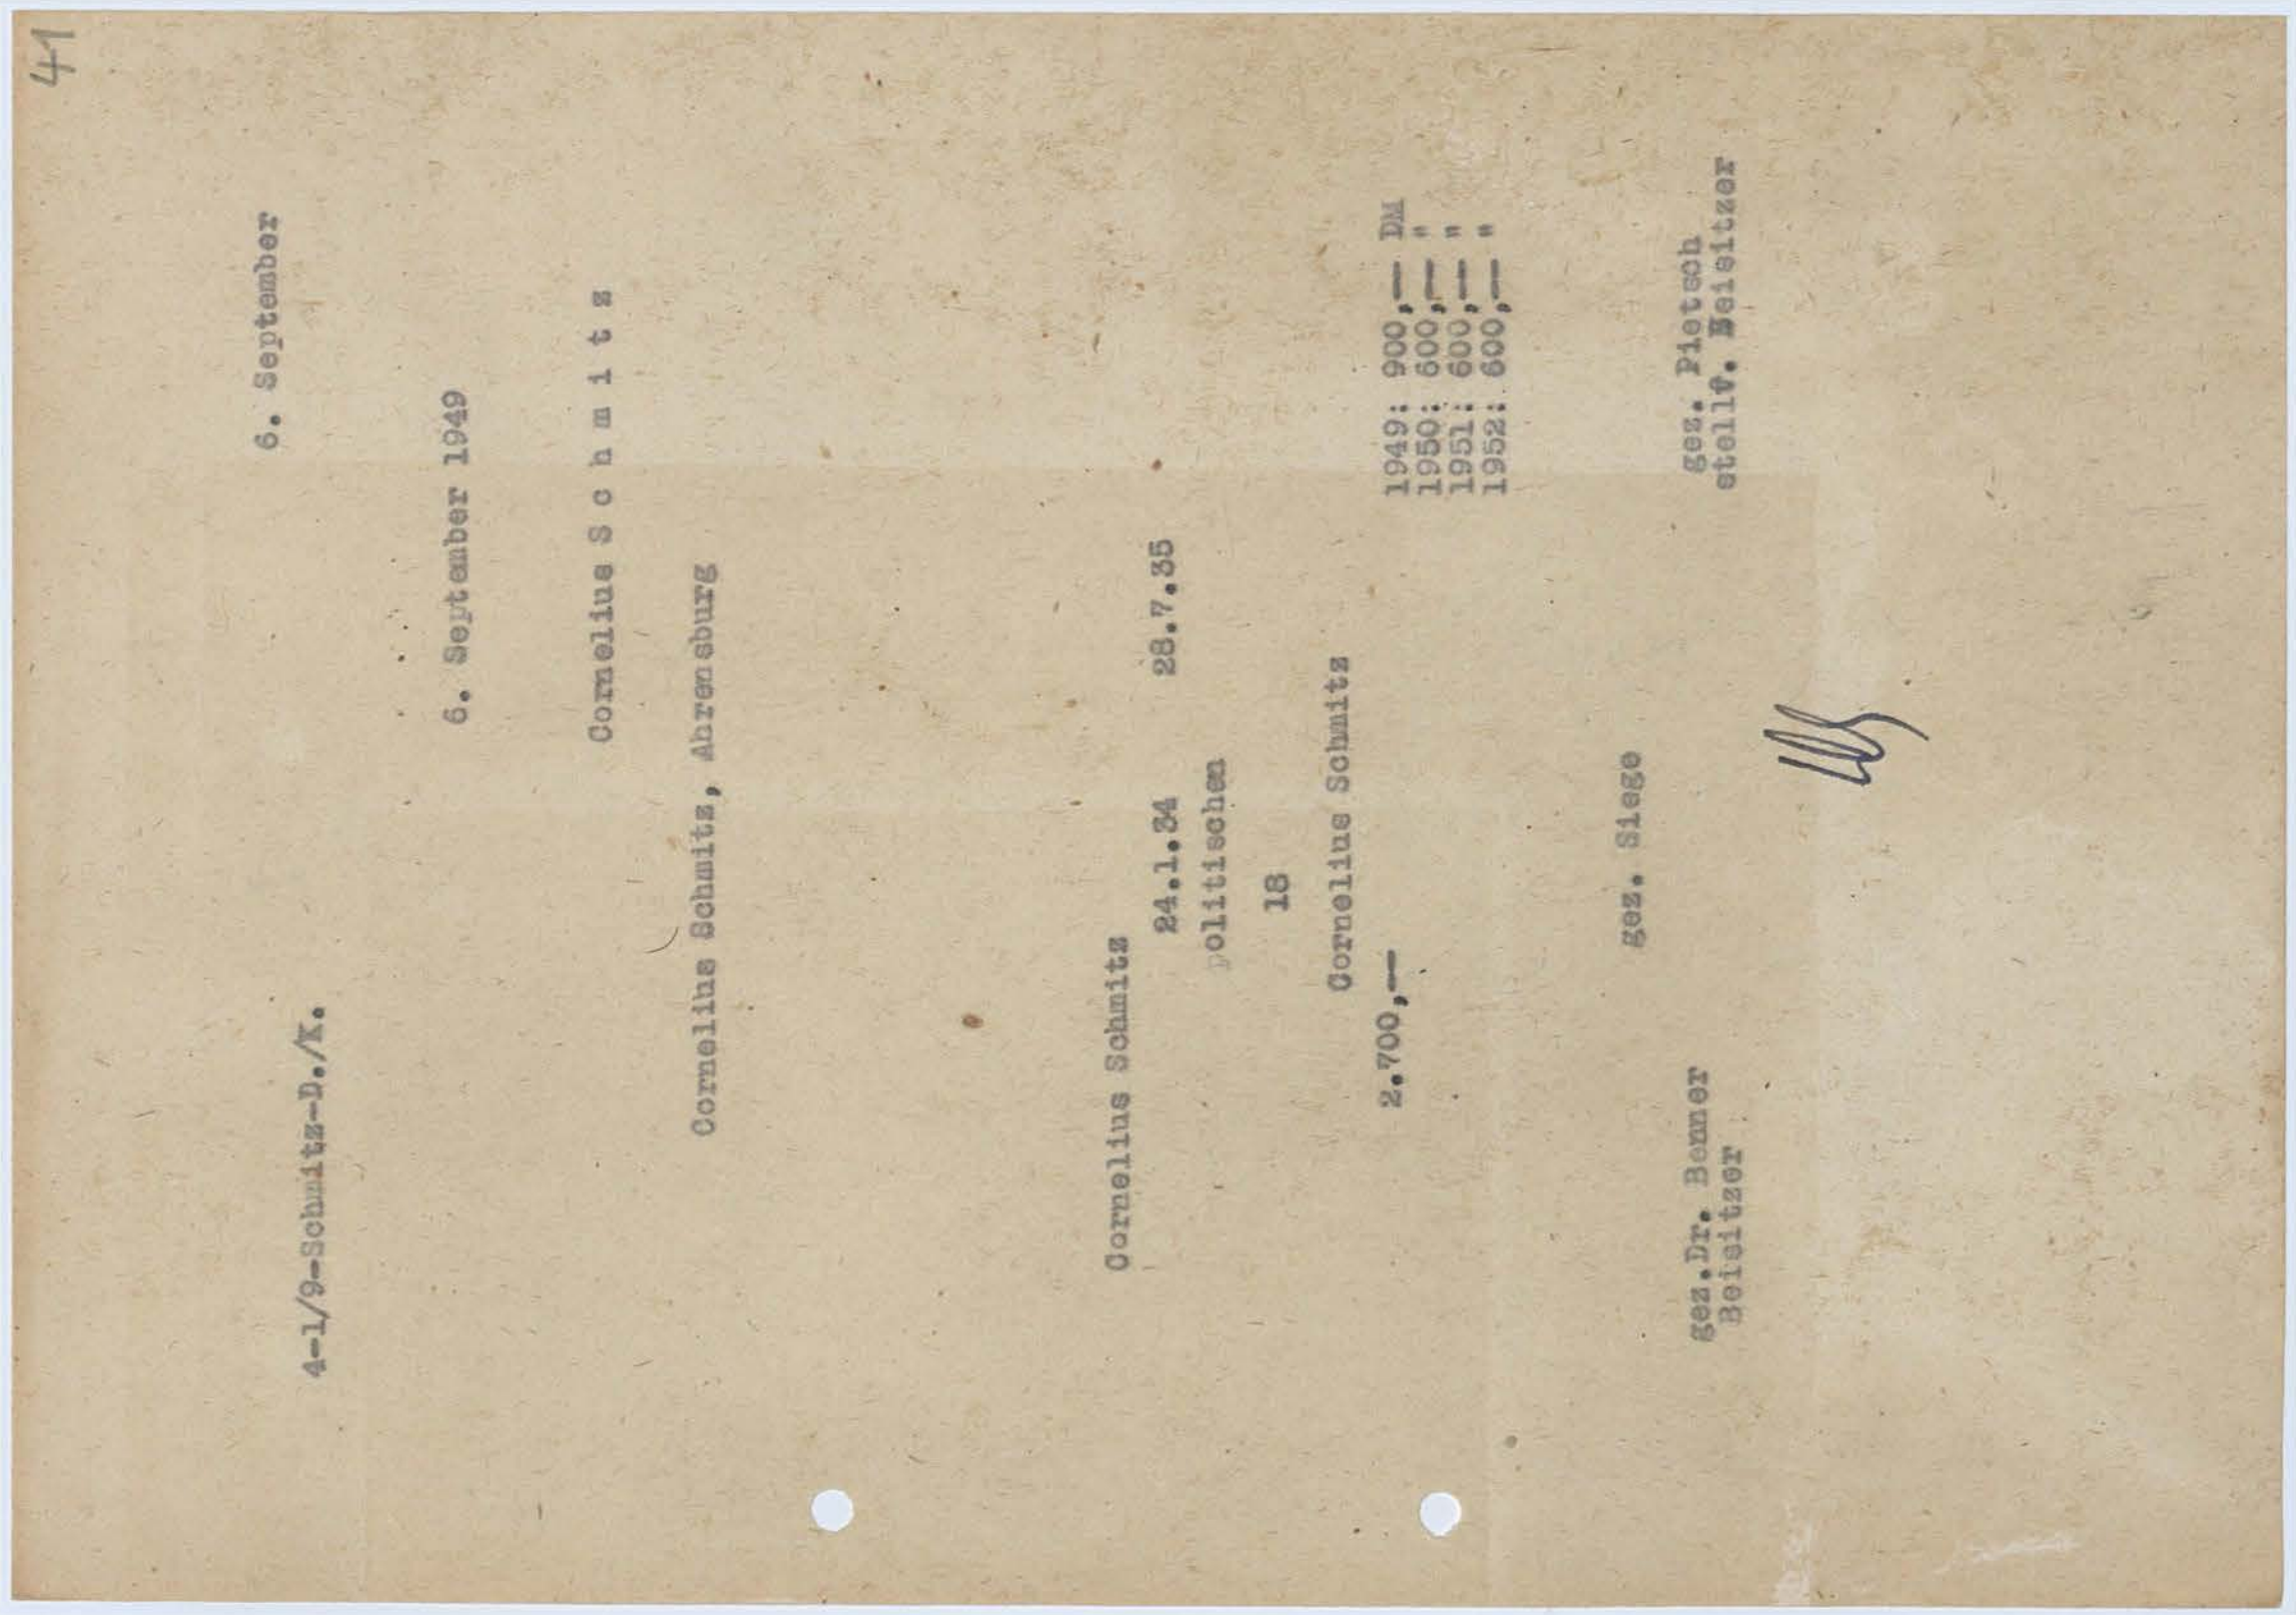 41
6. September
4-1/9-Schmitz-D./K.
6. September 1949
Cornelius S c h m i t z
Cornelius Schmitz, Ahrensburg
Cornelius Schmitz
24.1.34 28.7.35
politischen
18
Cornelius Schmitz
2.700,-- 1949: 900,-- DM
1950: 600,-- "
1951: 600,-- "
1952: 600,-- "
gez. Siege
gez.Dr. Benner gez. Pietsch
Beisitzer stellv. Beisitzer